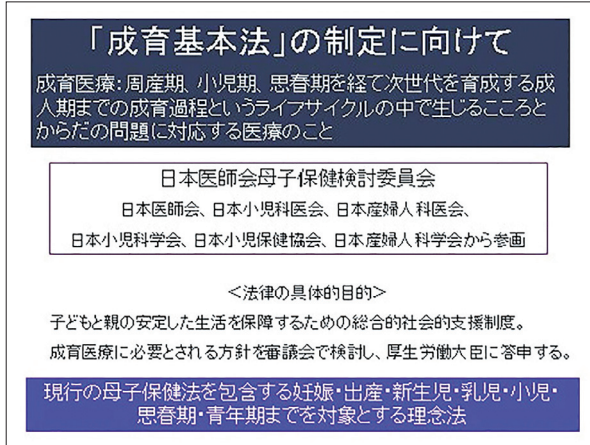 「成育基本法」の制定に向けて
成育医療:周産期、小児期、思春期を経て次世代を育成する成
人期までの成育過程というライフサイクルの中で生じるこころと
からだの問題に対応する医療のこと
日本医師会母子保健検討委員会
日本医師会、日本小児科医会、日本産婦人科医会、
日本小児科学会、日本小児保健協会、日本産婦人科学会から参画
<法律の具体的目的>
子どもと親の安定した生活を保障するための総合的社会的支援制度。
成育医療に必要とされる方針を審議会で検討し、厚生労働大臣に答申する。
現行の母子保健法を包含する妊娠・出産・新生児・乳児・小児・
思春期・青年期までを対象とする理念法